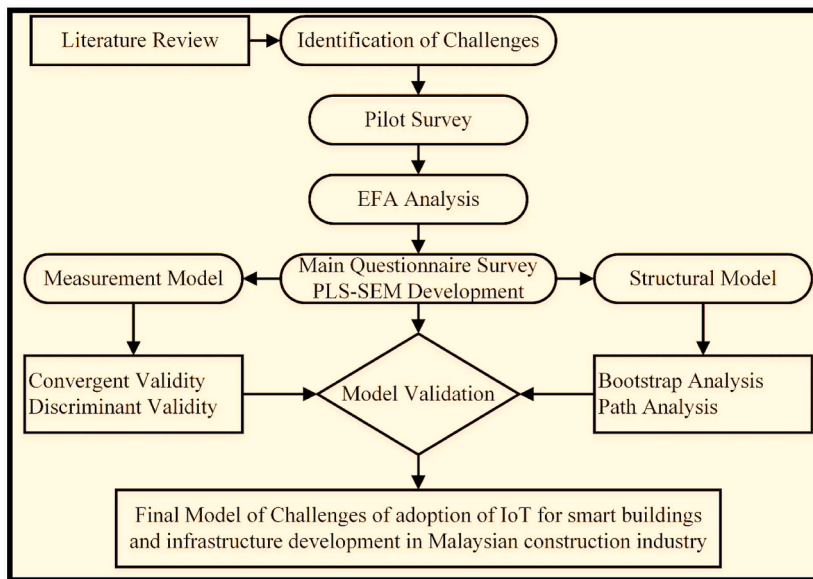 Literature Review
Identification of Challenges
Pilot Survey
EFA Analysis
Measurement Model
Main Questionnaire Survey
PLS-SEM Development
Structural Model
Convergent Validity
Discriminant Validity
Model Validation
Bootstrap Analysis
Path Analysis
Final Model of Challenges of adoption of IoT for smart buildings
and infrastructure development in Malaysian construction industry